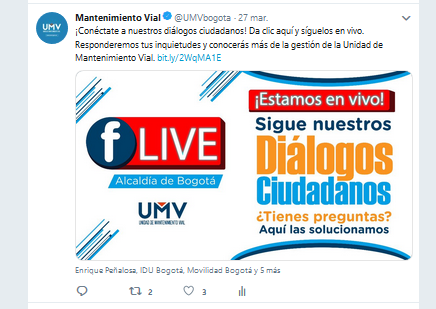 UMV
Mantenimiento Vial @UMVbogota · 27 mar.
¡Conéctate a nuestros diálogos ciudadanos! Da clic aquí y síguelos en vivo.
Responderemos tus inquietudes y conocerás más de la gestión de la Unidad de
Mantenimiento Vial. bit.ly/2WqMA1E
f LIVE
Alcaldía de Bogotá
UMV
UNIDAD DE MANTENIMIENTO VIAL
¡Estamos en vivo!
Sigue nuestros
Diálogos
Ciudadanos
¿Tienes preguntas?
Aquí las solucionamos
Enrique Peñalosa, IDU Bogotá, Movilidad Bogotá y 5 más
2 3